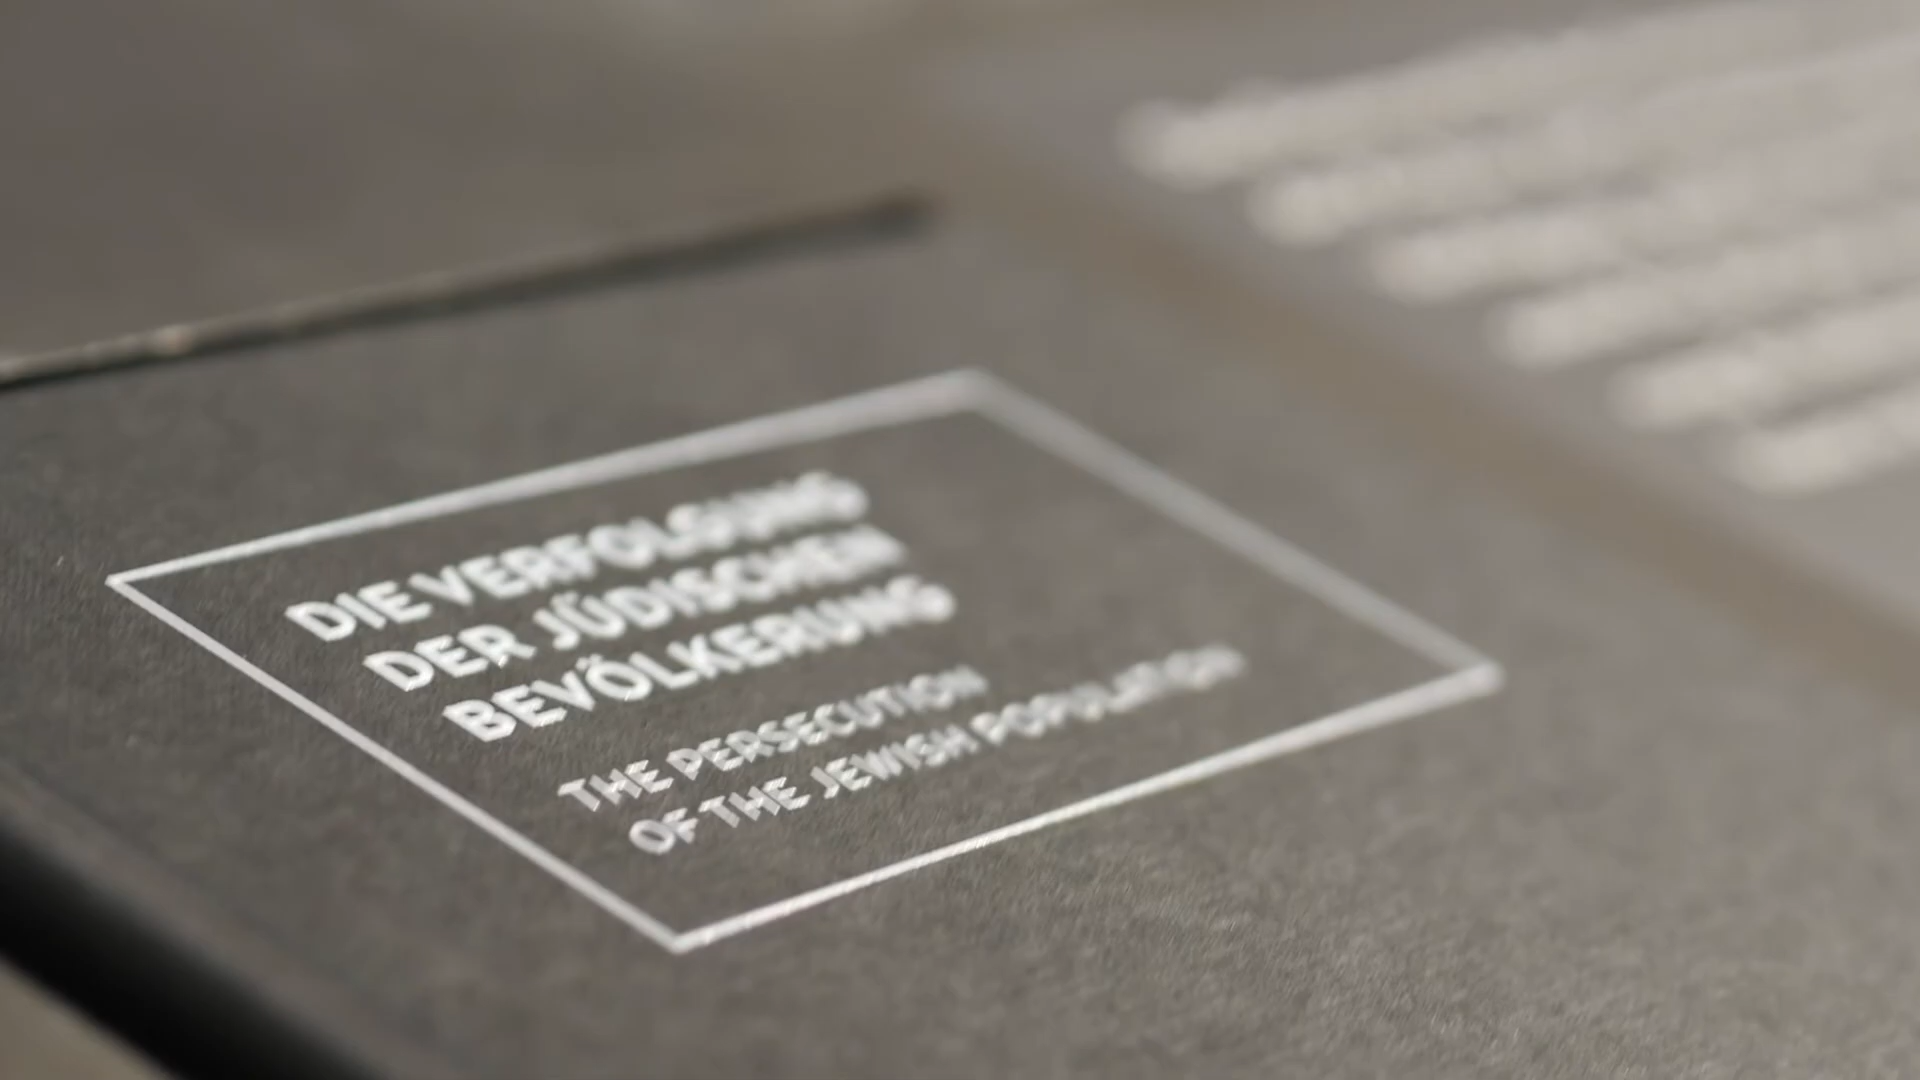 DIE VERFOLGUNG
DER JÜDISCHEN
BEVÖLKERUNG
THE PERSECUTION
OF THE JEWISH POPULATION